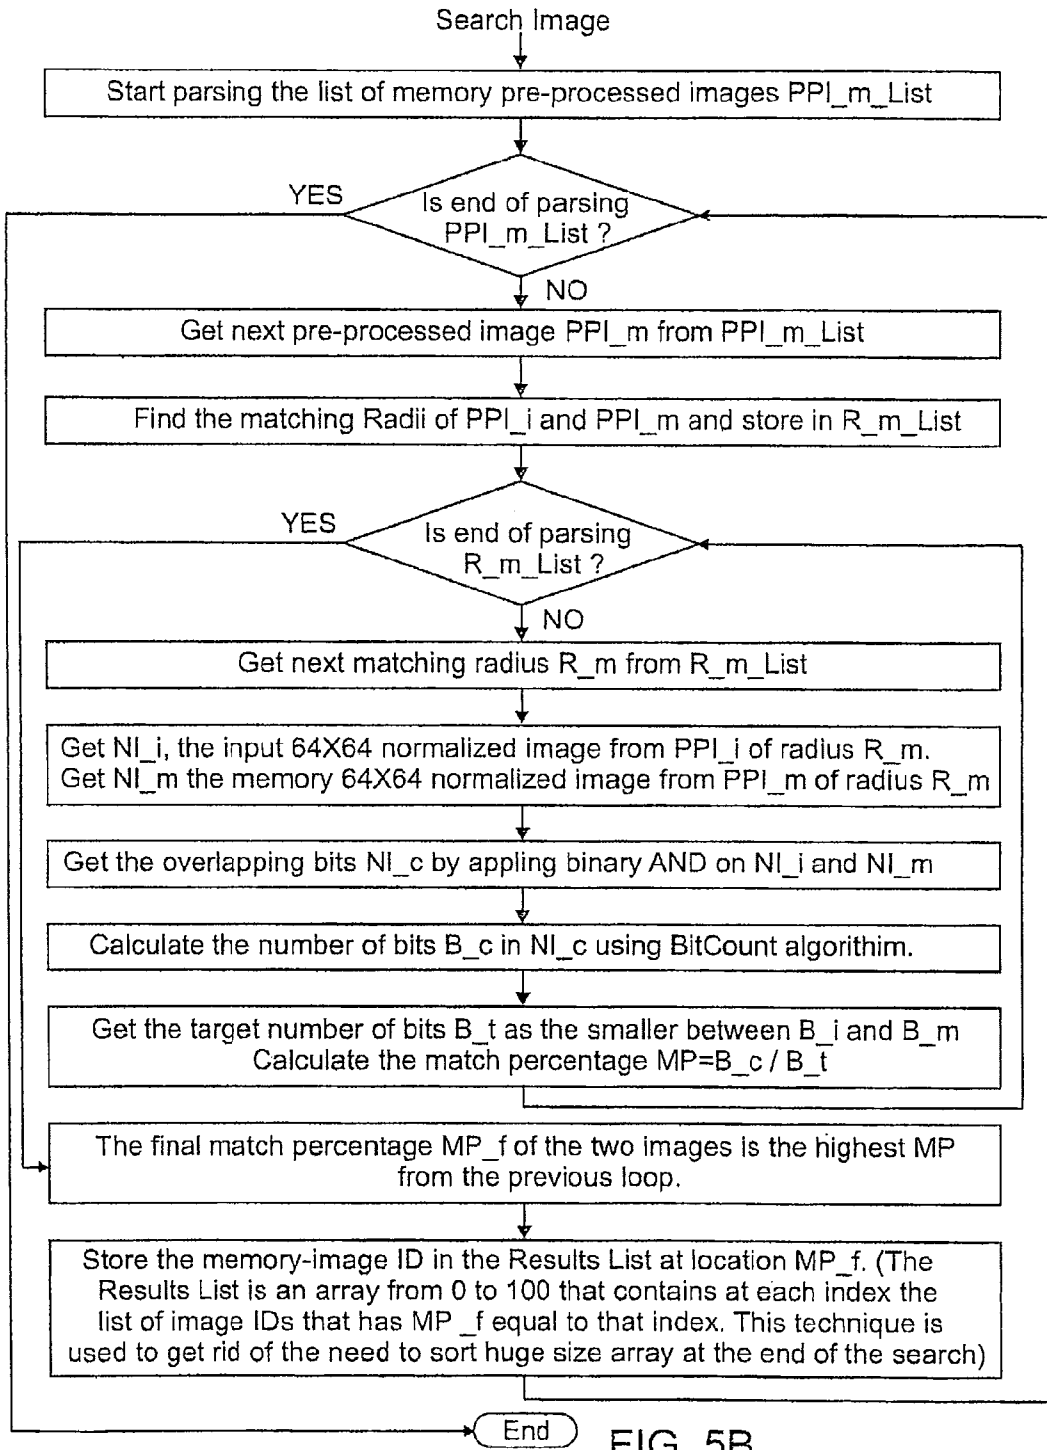 Search Image
Start parsing the list of memory pre-processed images PPI_m_List
YES
Is end of parsing
PPI_m_List ?
NO
Get next pre-processed image PPI_m from PPI_m_List
Find the matching Radii of PPI_i and PPI_m and store in R_m_List
YES
Is end of parsing
R_m_List ?
NO
Get next matching radius R_m from R_m_List
Get NI_i, the input 64X64 normalized image from PPI_i of radius R_m.
Get NI_m the memory 64X64 normalized image from PPI_m of radius R_m
Get the overlapping bits NI_c by appling binary AND on NI_i and NI_m
Calculate the number of bits B_c in NI_c using BitCount algorithim.
Get the target number of bits B_t as the smaller between B_i and B_m
Calculate the match percentage MP=B_c / B_t
The final match percentage MP_f of the two images is the highest MP
from the previous loop.
Store the memory-image ID in the Results List at location MP_f. (The
Results List is an array from 0 to 100 that contains at each index the
list of image IDs that has MP _f equal to that index. This technique is
used to get rid of the need to sort huge size array at the end of the search)
End
FIG. 5B